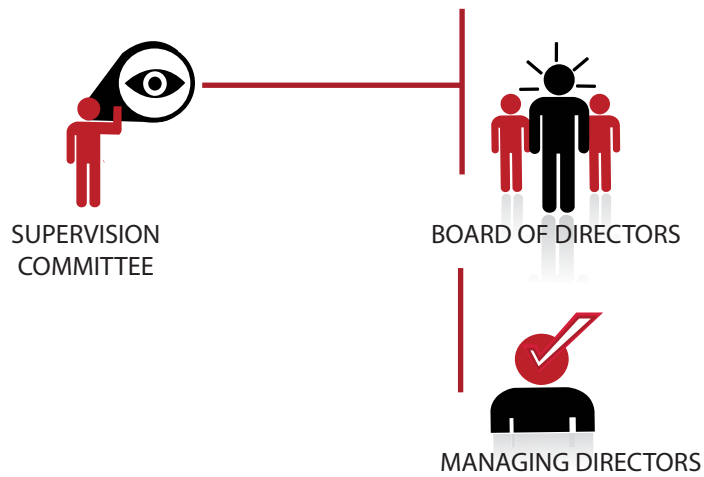 SUPERVISION
COMMITTEE
BOARD OF DIRECTORS
MANAGING DIRECTORS